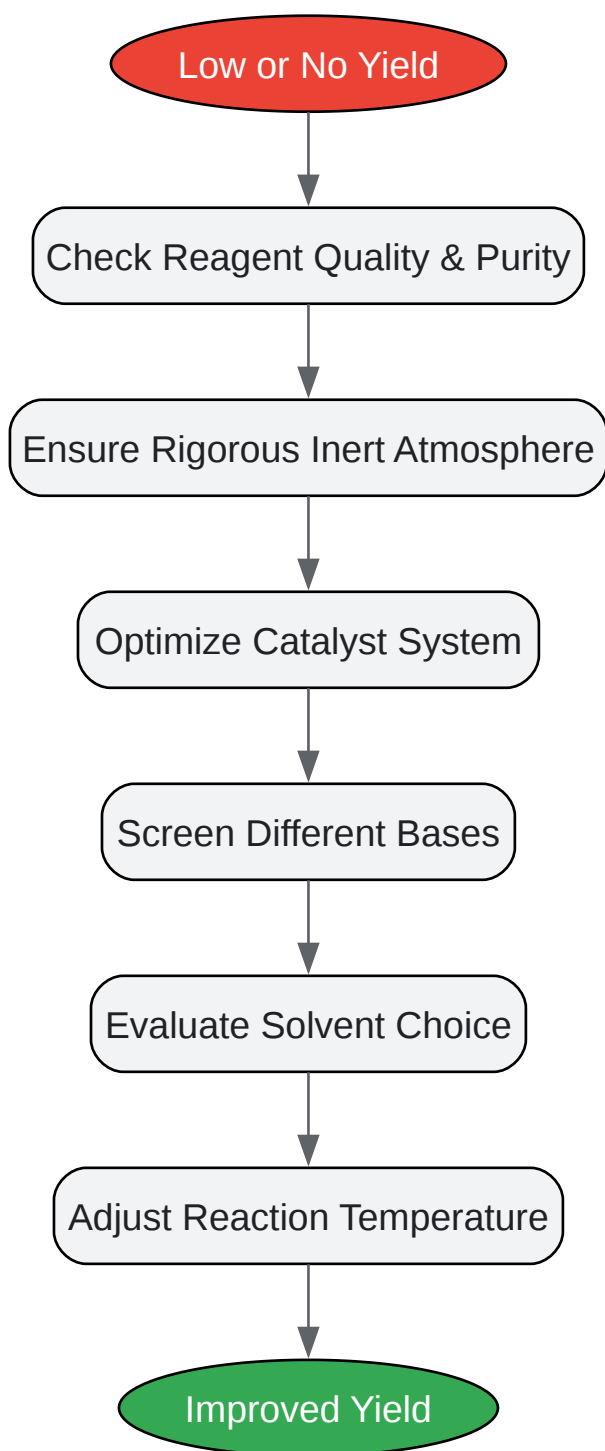 Low or No Yield
Check Reagent Quality & Purity
Ensure Rigorous Inert Atmosphere
Optimize Catalyst System
Screen Different Bases
Evaluate Solvent Choice
Adjust Reaction Temperature
Improved Yield